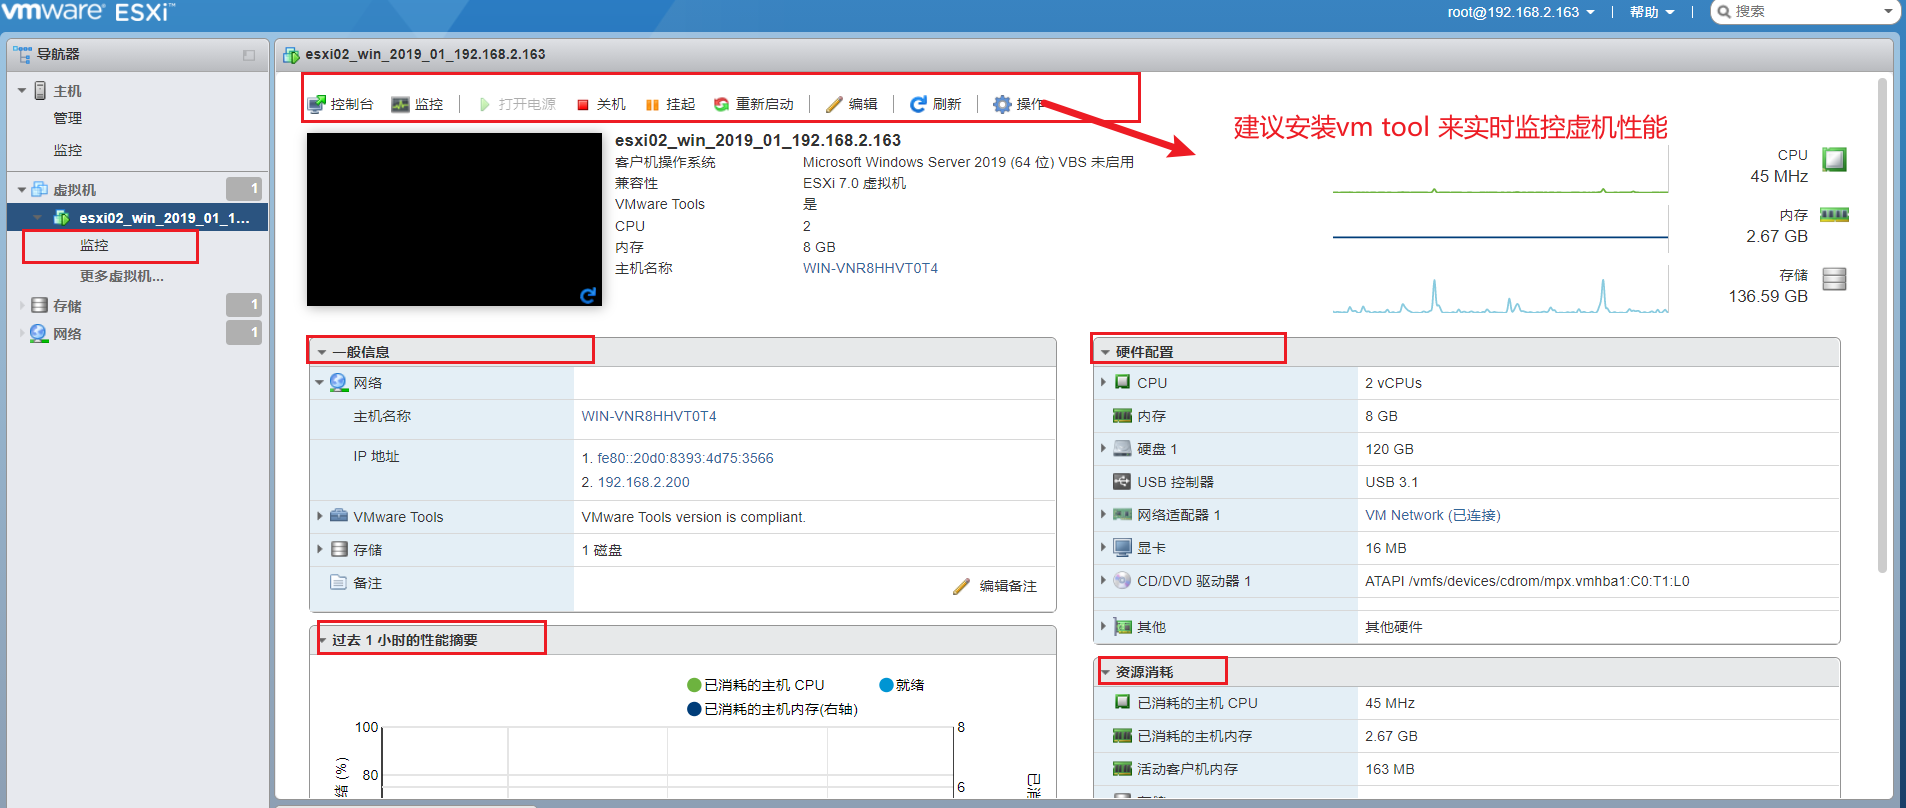 vmware ESXi™
root@192.168.2.163 | 帮助 | 搜索
导航器
主机
管理
监控
虚拟机 1
esxi02_win_2019_01_1...
监控
更多虚拟机...
存储 1
网络 1
esxi02_win_2019_01_192.168.2.163
控制台 监控 | 打开电源 关机 挂起 重新启动 | 编辑 | 刷新 | 操作
建议安装vm tool 来实时监控虚机性能
esxi02_win_2019_01_192.168.2.163
客户机操作系统 Microsoft Windows Server 2019 (64 位) VBS 未启用
兼容性 ESXi 7.0 虚拟机
VMware Tools 是
CPU 2
内存 8 GB
主机名称 WIN-VNR8HHVT0T4
CPU
45 MHz
内存
2.67 GB
存储
136.59 GB
一般信息
网络
主机名称 WIN-VNR8HHVT0T4
IP 地址 1. fe80::20d0:8393:4d75:3566
2. 192.168.2.200
VMware Tools VMware Tools version is compliant.
存储 1 磁盘
备注 编辑备注
过去 1 小时的性能摘要
已消耗的主机 CPU 就绪
已消耗的主机内存(右轴)
100 8
80 6
绪 (%)
已消
硬件配置
CPU 2 vCPUs
内存 8 GB
硬盘 1 120 GB
USB 控制器 USB 3.1
网络适配器 1 VM Network (已连接)
显卡 16 MB
CD/DVD 驱动器 1 ATAPI /vmfs/devices/cdrom/mpx.vmhba1:C0:T1:L0
其他 其他硬件
资源消耗
已消耗的主机 CPU 45 MHz
已消耗的主机内存 2.67 GB
活动客户机内存 163 MB